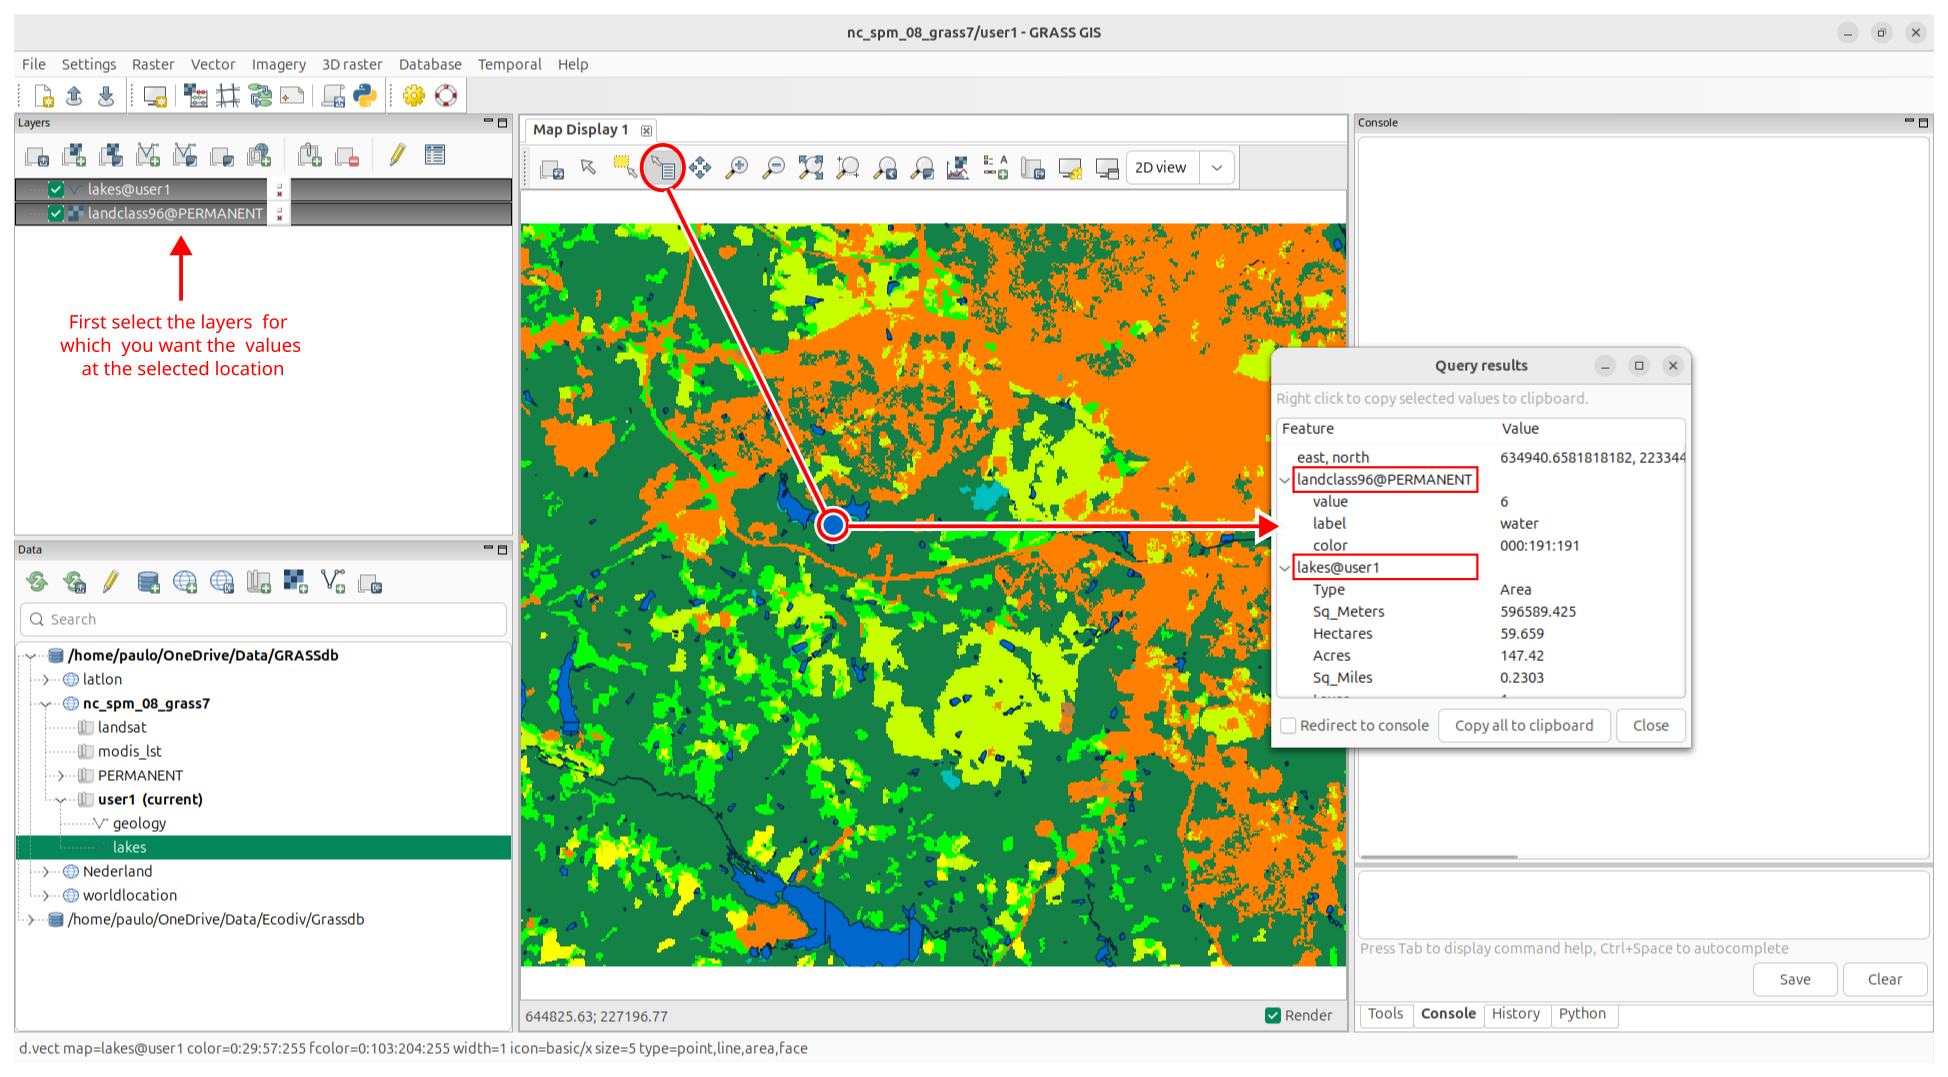 nc_spm_08_grass7/user1 - GRASS GIS
File Settings Raster Vector Imagery 3D raster Database Temporal Help
Layers
lakes@user1
landclass96@PERMANENT
First select the layers for
which you want the values
at the selected location
Data
Search
/home/paulo/OneDrive/Data/GRASSdb
latlon
nc_spm_08_grass7
landsat
modis_lst
PERMANENT
user1 (current)
geology
lakes
Nederland
worldlocation
/home/paulo/OneDrive/Data/Ecodiv/Grassdb
Map Display 1
2D view
644825.63; 227196.77
Render
Console
Query results
Right click to copy selected values to clipboard.
Feature Value
east, north 634940.6581818182, 223344
landclass96@PERMANENT
value 6
label water
color 000:191:191
lakes@user1
Type Area
Sq_Meters 596589.425
Hectares 59.659
Acres 147.42
Sq_Miles 0.2303
Redirect to console Copy all to clipboard Close
Press Tab to display command help, Ctrl+Space to autocomplete
Save Clear
Tools Console History Python
d.vect map=lakes@user1 color=0:29:57:255 fcolor=0:103:204:255 width=1 icon=basic/x size=5 type=point,line,area,face